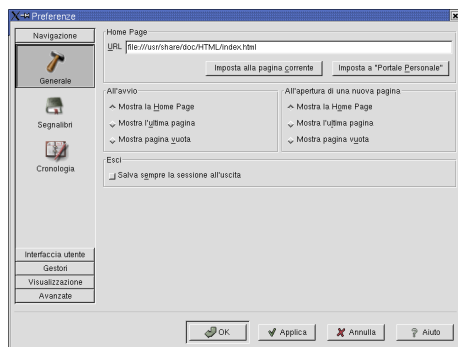 Preferenze
Navigazione
Generale
Segnalibri
Cronologia
Interfaccia utente
Gestori
Visualizzazione
Avanzate
Home Page
URL file:///usr/share/doc/HTML/index.html
Imposta alla pagina corrente Imposta a "Portale Personale"
All'avvio
Mostra la Home Page
Mostra l'ultima pagina
Mostra pagina vuota
All'apertura di una nuova pagina
Mostra la Home Page
Mostra l'ultima pagina
Mostra pagina vuota
Esci
Salva sempre la sessione all'uscita
OK Applica Annulla Aiuto